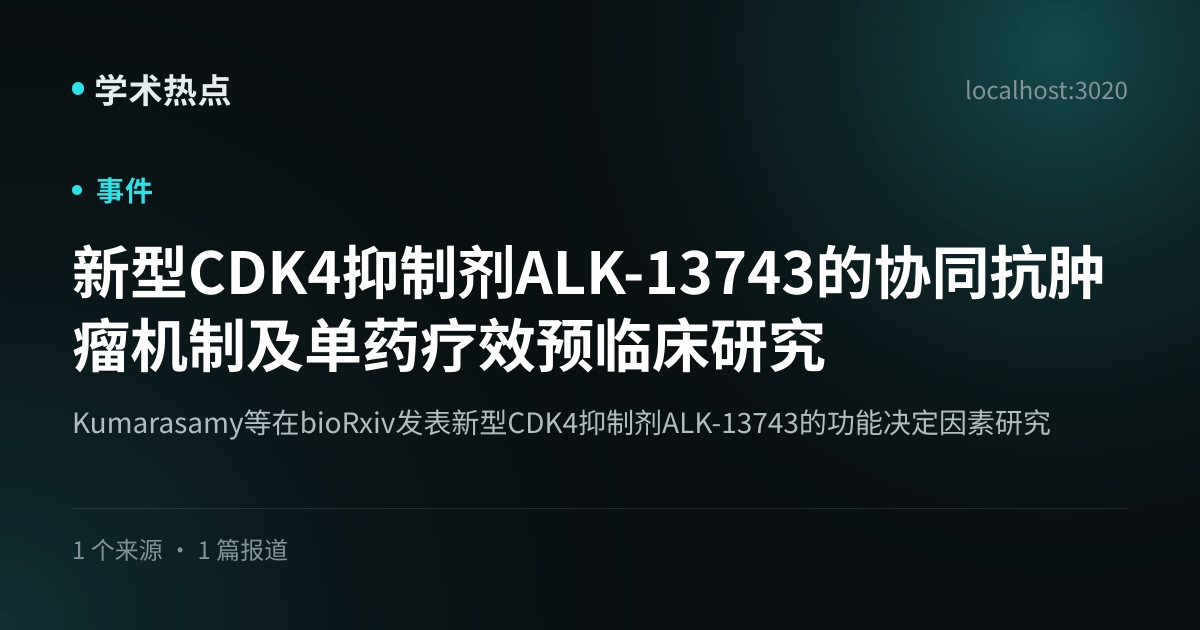 学术热点
localhost:3020
事件
新型CDK4抑制剂ALK-13743的协同抗肿
瘤机制及单药疗效预临床研究
Kumarasamy等在bioRxiv发表新型CDK4抑制剂ALK-13743的功能决定因素研究
1 个来源 · 1 篇报道